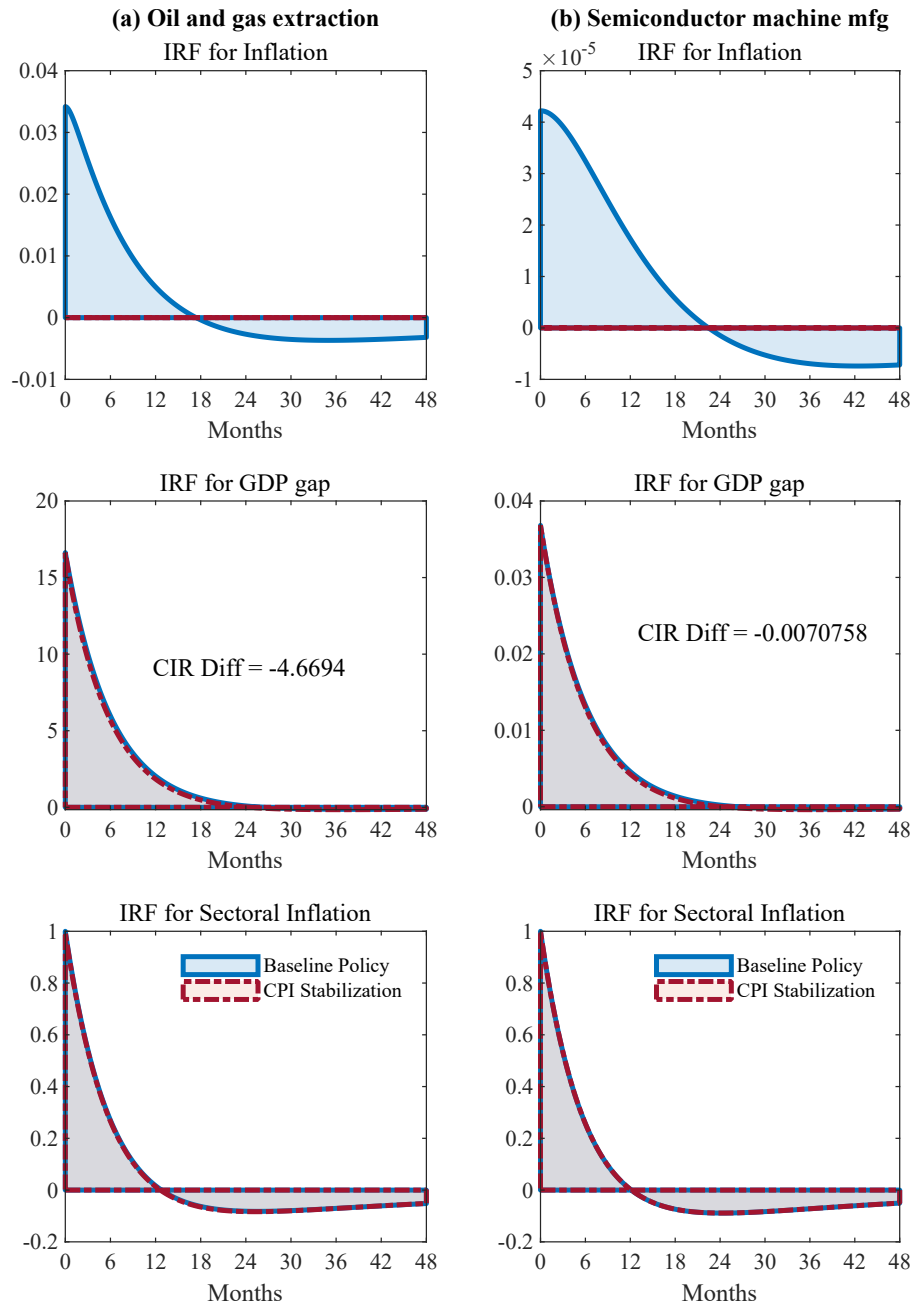 (a) Oil and gas extraction
IRF for Inflation
0.04
0.03
0.02
0.01
0
-0.01
0 6 12 18 24 30 36 42 48
Months
(b) Semiconductor machine mfg
×10^-5
IRF for Inflation
5
4
3
2
1
0
-1
0 6 12 18 24 30 36 42 48
Months
IRF for GDP gap
20
15
10
5
0
CIR Diff = -4.6694
0 6 12 18 24 30 36 42 48
Months
IRF for GDP gap
0.04
0.03
0.02
0.01
0
CIR Diff = -0.0070758
0 6 12 18 24 30 36 42 48
Months
IRF for Sectoral Inflation
1
0.8
0.6
0.4
0.2
0
-0.2
Baseline Policy
CPI Stabilization
0 6 12 18 24 30 36 42 48
Months
IRF for Sectoral Inflation
1
0.8
0.6
0.4
0.2
0
-0.2
Baseline Policy
CPI Stabilization
0 6 12 18 24 30 36 42 48
Months